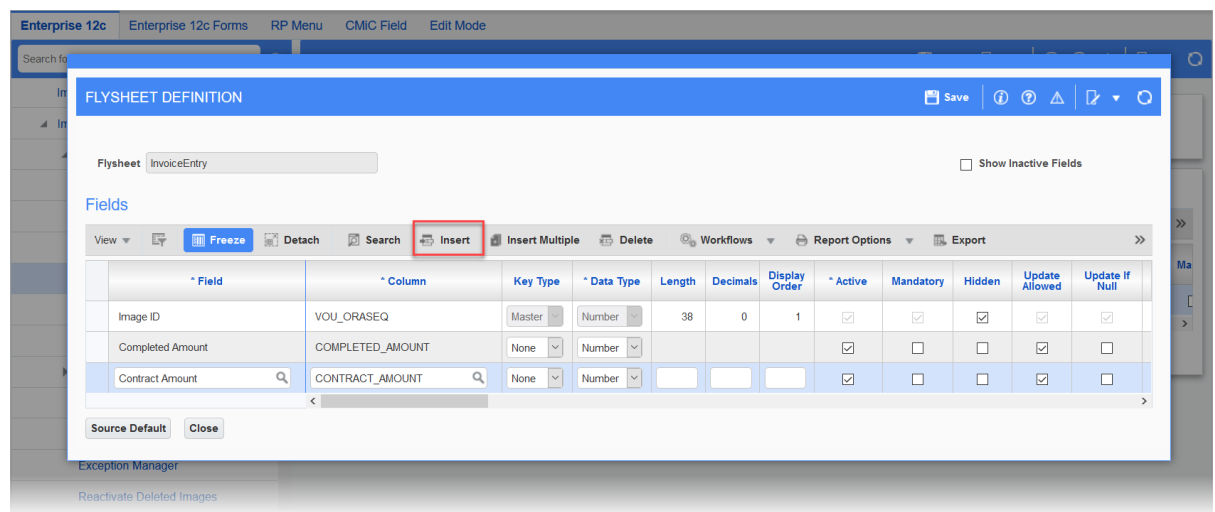 Enterprise 12c Enterprise 12c Forms RP Menu CMiC Field Edit Mode
Search fo
FLYSHEET DEFINITION Save
Flysheet InvoiceEntry Show Inactive Fields
Fields
View Freeze Detach Search Insert Insert Multiple Delete Workflows Report Options Export
* Field * Column Key Type * Data Type Length Decimals Display Order * Active Mandatory Hidden Update Allowed Update If Null
Image ID VOU_ORASEQ Master Number 38 0 1
Completed Amount COMPLETED_AMOUNT None Number
Contract Amount CONTRACT_AMOUNT None Number
Source Default Close
Exception Manager
Reactivate Deleted Images